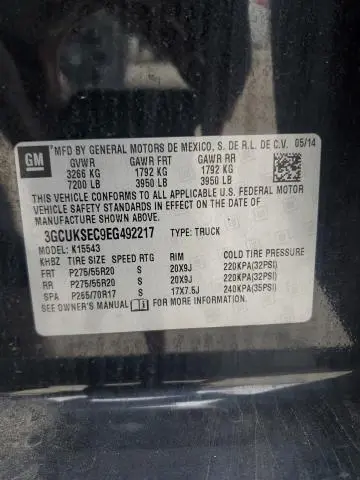 GM
MFD BY GENERAL MOTORS DE MEXICO, S. DE R.L. DE C.V. 05/14
GVWR GAWR FRT GAWR RR
3266 KG 1792 KG 1792 KG
7200 LB 3950 LB 3950 LB
THIS VEHICLE CONFORMS TO ALL APPLICABLE U.S. FEDERAL MOTOR
VEHICLE SAFETY STANDARDS IN EFFECT ON THE DATE OF
MANUFACTURE SHOWN ABOVE.
3GCUKSEC9EG492217 TYPE: TRUCK
MODEL: K15543
KHBZ TIRE SIZE SPEED RTG RIM COLD TIRE PRESSURE
FRT P275/55R20 S 20X9J 220KPA(32PSI)
RR P275/55R20 S 20X9J 220KPA(32PSI)
SPA P265/70R17 S 17X7.5J 240KPA(35PSI)
SEE OWNER'S MANUAL FOR MORE INFORMATION.